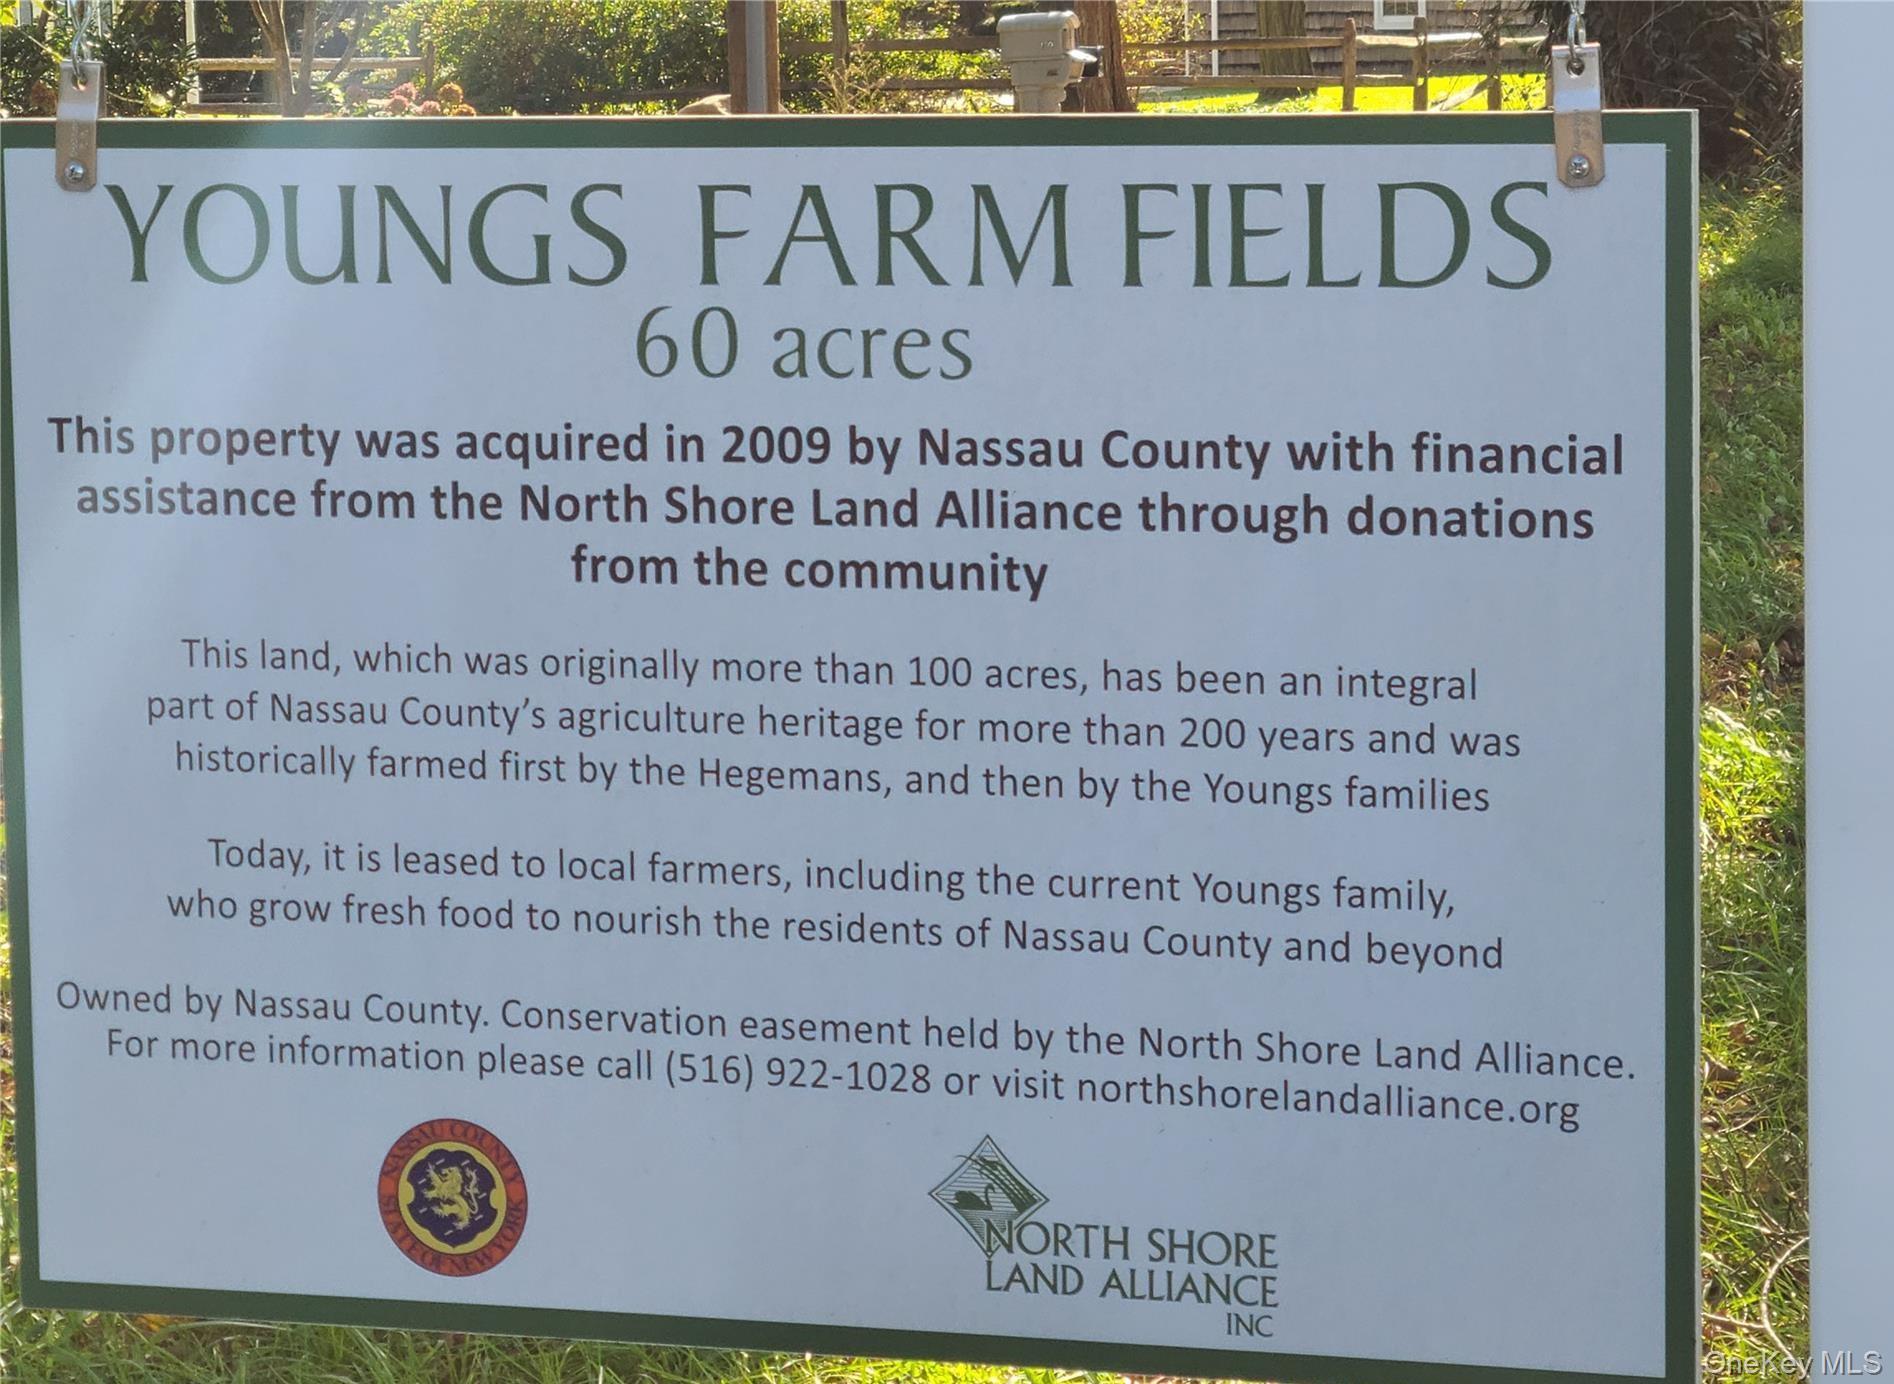 YOUNGS FARM FIELDS
60 acres
This property was acquired in 2009 by Nassau County with financial
assistance from the North Shore Land Alliance through donations
from the community
This land, which was originally more than 100 acres, has been an integral
part of Nassau County's agriculture heritage for more than 200 years and was
historically farmed first by the Hegemans, and then by the Youngs families
Today, it is leased to local farmers, including the current Youngs family,
who grow fresh food to nourish the residents of Nassau County and beyond
Owned by Nassau County. Conservation easement held by the North Shore Land Alliance.
For more information please call (516) 922-1028 or visit northshorelandalliance.org
NASSAU COUNTY
STATE OF NEW YORK
NORTH SHORE
LAND ALLIANCE
INC
OneKey MLS